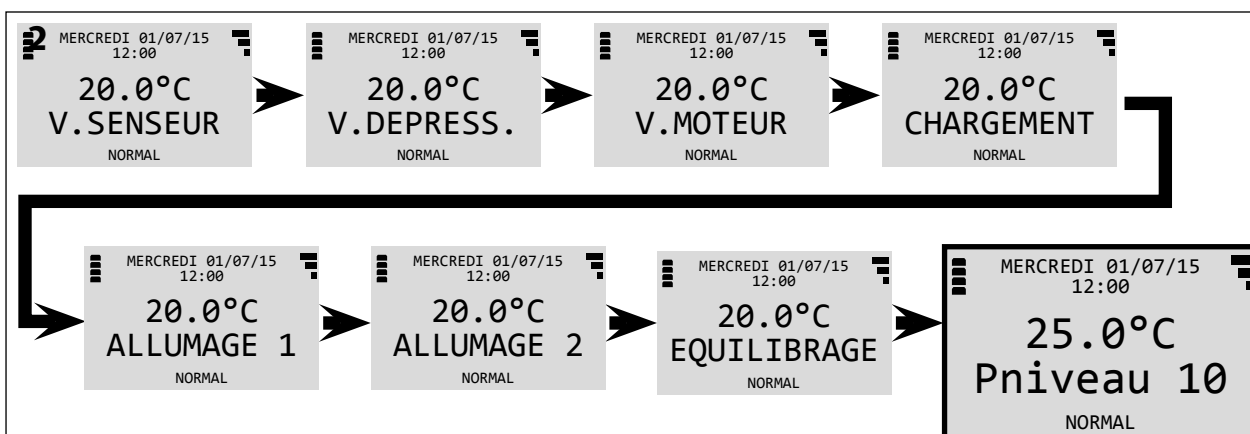 2
MERCREDI 01/07/15
12:00
20.0°C
V.SENSEUR
NORMAL
MERCREDI 01/07/15
12:00
20.0°C
V.DEPRESS.
NORMAL
MERCREDI 01/07/15
12:00
20.0°C
V.MOTEUR
NORMAL
MERCREDI 01/07/15
12:00
20.0°C
CHARGEMENT
NORMAL
MERCREDI 01/07/15
12:00
20.0°C
ALLUMAGE 1
NORMAL
MERCREDI 01/07/15
12:00
20.0°C
ALLUMAGE 2
NORMAL
MERCREDI 01/07/15
12:00
20.0°C
EQUILIBRAGE
NORMAL
MERCREDI 01/07/15
12:00
25.0°C
Pniveau 10
NORMAL